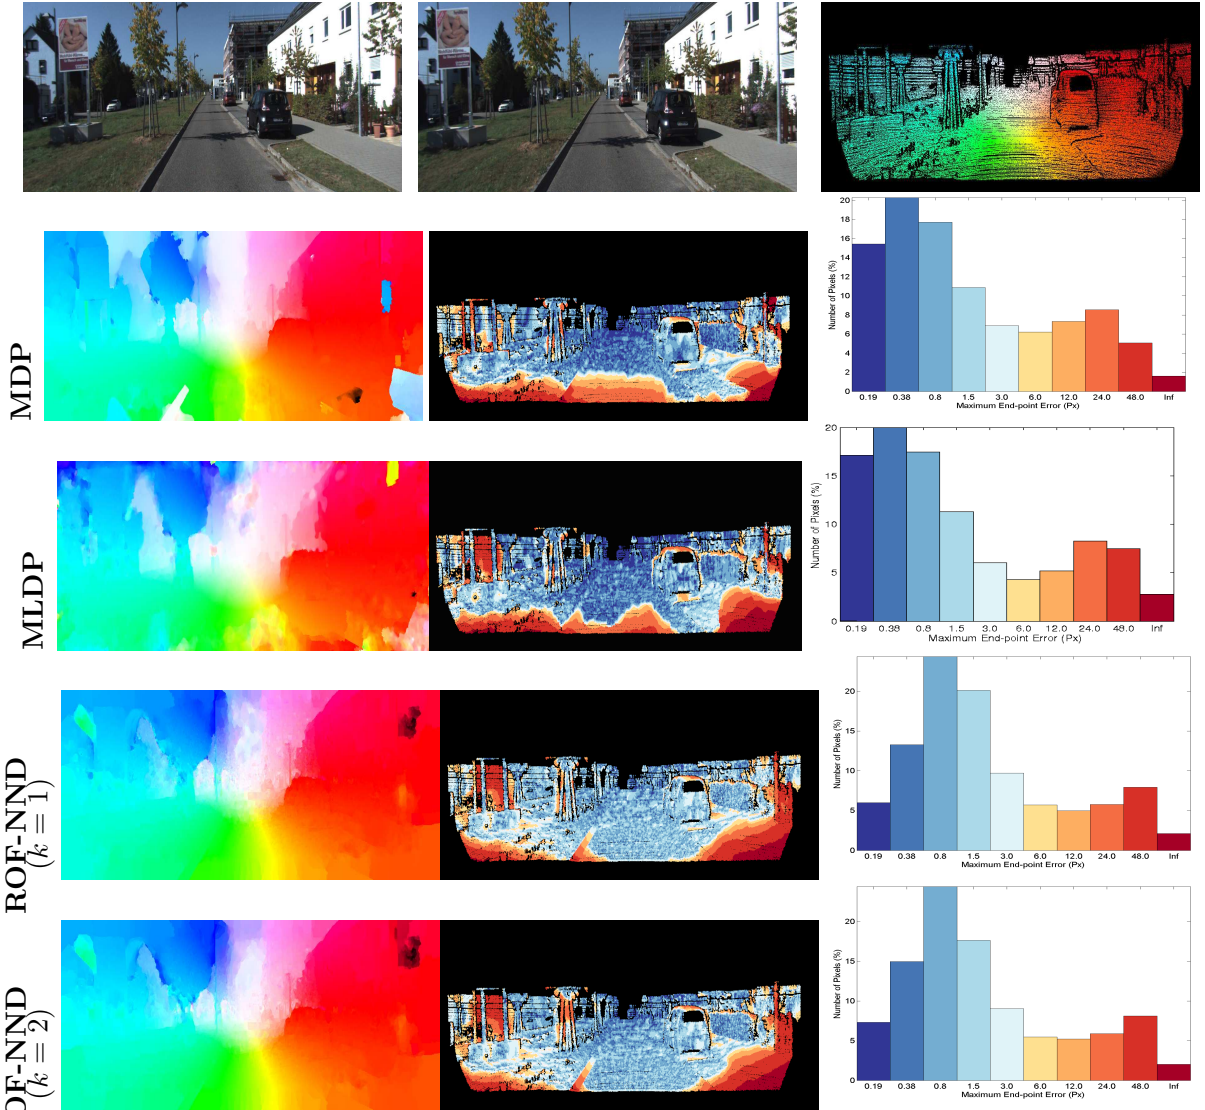 MDP
20
18
16
14
12
10
8
6
4
2
0
Number of Pixels (%)
0.19 0.38 0.8 1.5 3.0 6.0 12.0 24.0 48.0 Inf
Maximum End-point Error (Px)
MLDP
20
15
10
5
0
Number of Pixels (%)
0.19 0.38 0.8 1.5 3.0 6.0 12.0 24.0 48.0 Inf
Maximum End-point Error (Px)
ROF-NND
(k = 1)
20
15
10
5
0
Number of Pixels (%)
0.19 0.38 0.8 1.5 3.0 6.0 12.0 24.0 48.0 Inf
Maximum End-point Error (Px)
OF-NND
(k = 2)
20
15
10
5
0
Number of Pixels (%)
0.19 0.38 0.8 1.5 3.0 6.0 12.0 24.0 48.0 Inf
Maximum End-point Error (Px)